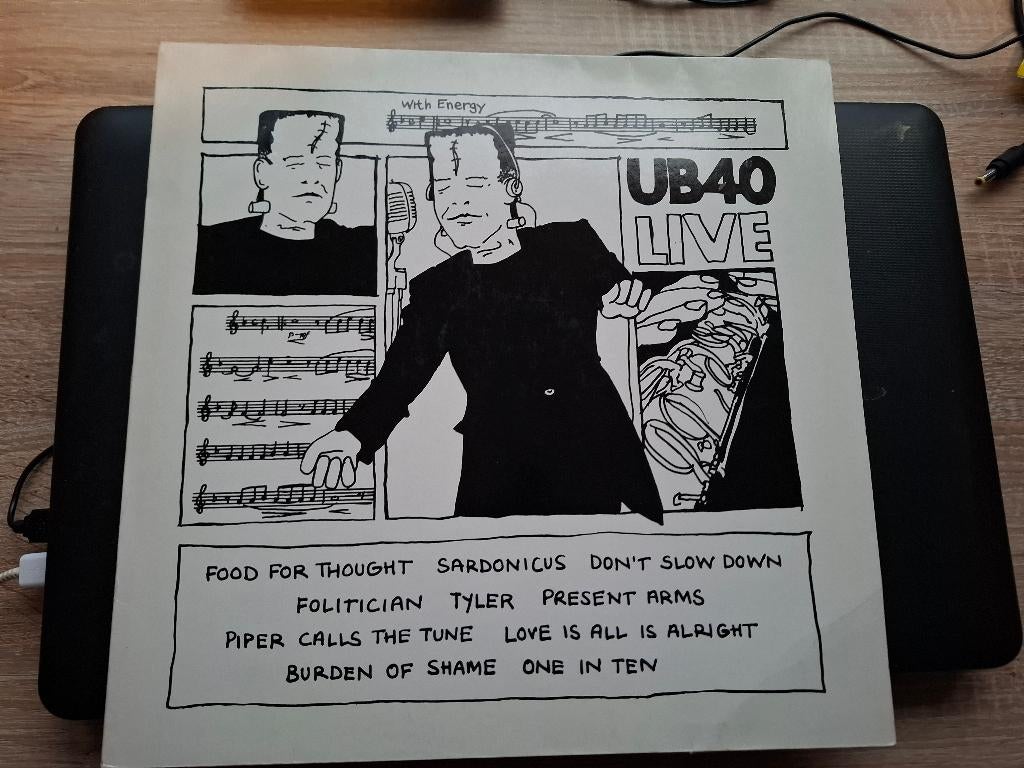 With Energy
UB40
LIVE
FOOD FOR THOUGHT SARDONICUS DON'T SLOW DOWN
FOLITICIAN TYLER PRESENT ARMS
PIPER CALLS THE TUNE LOVE IS ALL IS ALRIGHT
BURDEN OF SHAME ONE IN TEN